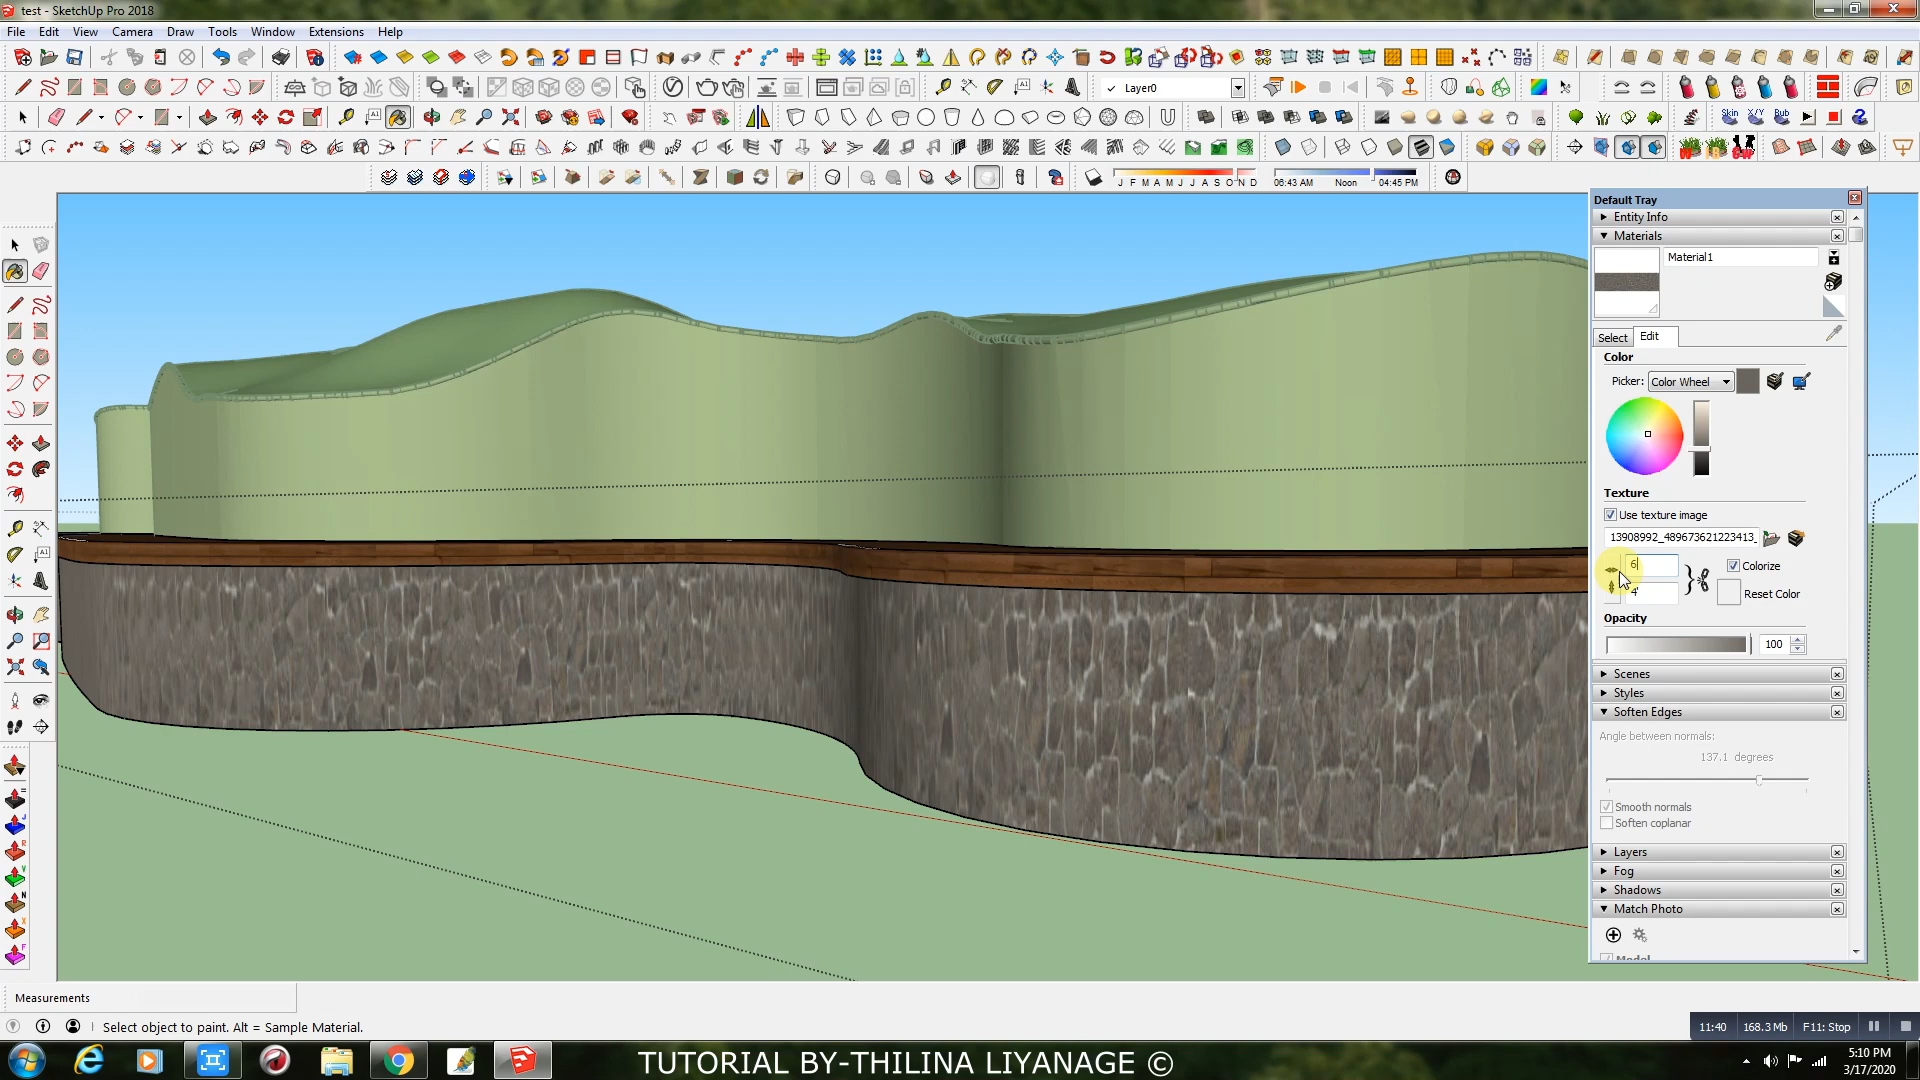 test - SketchUp Pro 2018
File Edit View Camera Draw Tools Window Extensions Help
Layer0
Skin X/Y Bub
J F M A M J J A S O N D
06:43 AM Noon 04:45 PM
Default Tray
Entity Info
Materials
Material1
Select Edit
Color
Picker: Color Wheel
Texture
Use texture image
13908992_489673621223413_
6
Colorize
4'
Reset Color
Opacity
100
Scenes
Styles
Soften Edges
Angle between normals:
137.1 degrees
Smooth normals
Soften coplanar
Layers
Fog
Shadows
Match Photo
Model
Measurements
Select object to paint. Alt = Sample Material.
11:40 168.3 Mb F11: Stop
TUTORIAL BY-THILINA LIYANAGE ©
5:10 PM
3/17/2020